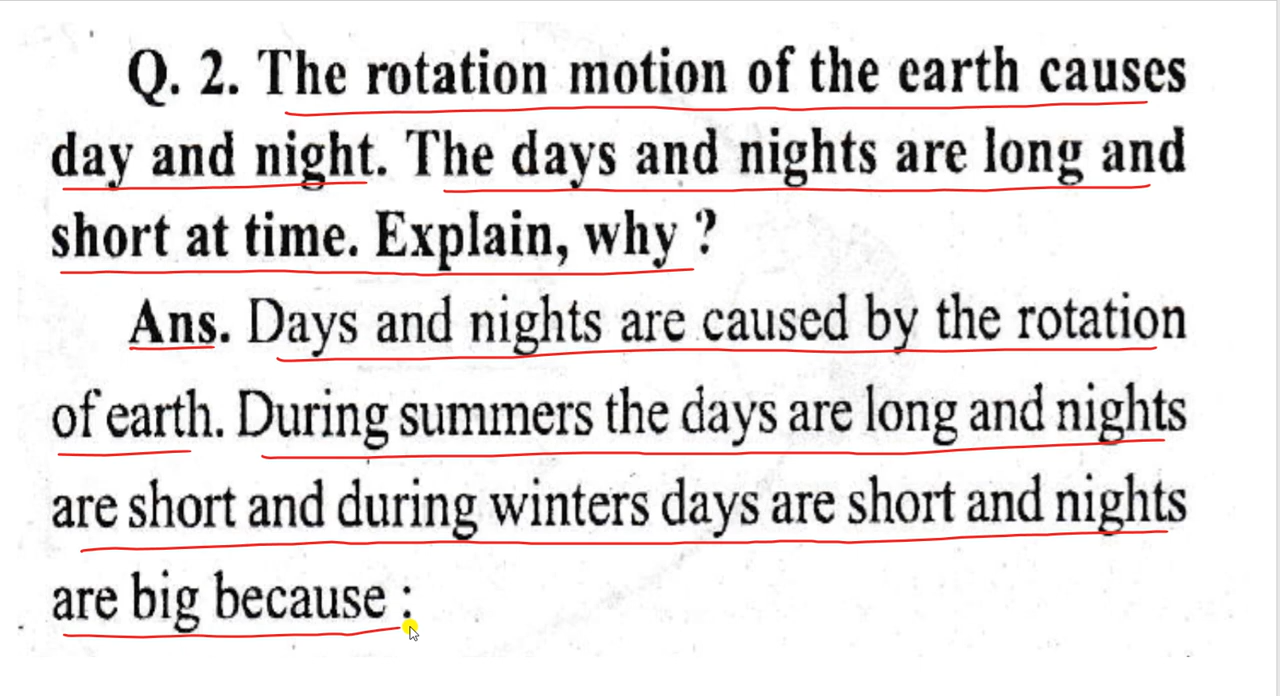 Q. 2. The rotation motion of the earth causes
day and night. The days and nights are long and
short at time. Explain, why ?
Ans. Days and nights are caused by the rotation
of earth. During summers the days are long and nights
are short and during winters days are short and nights
are big because :